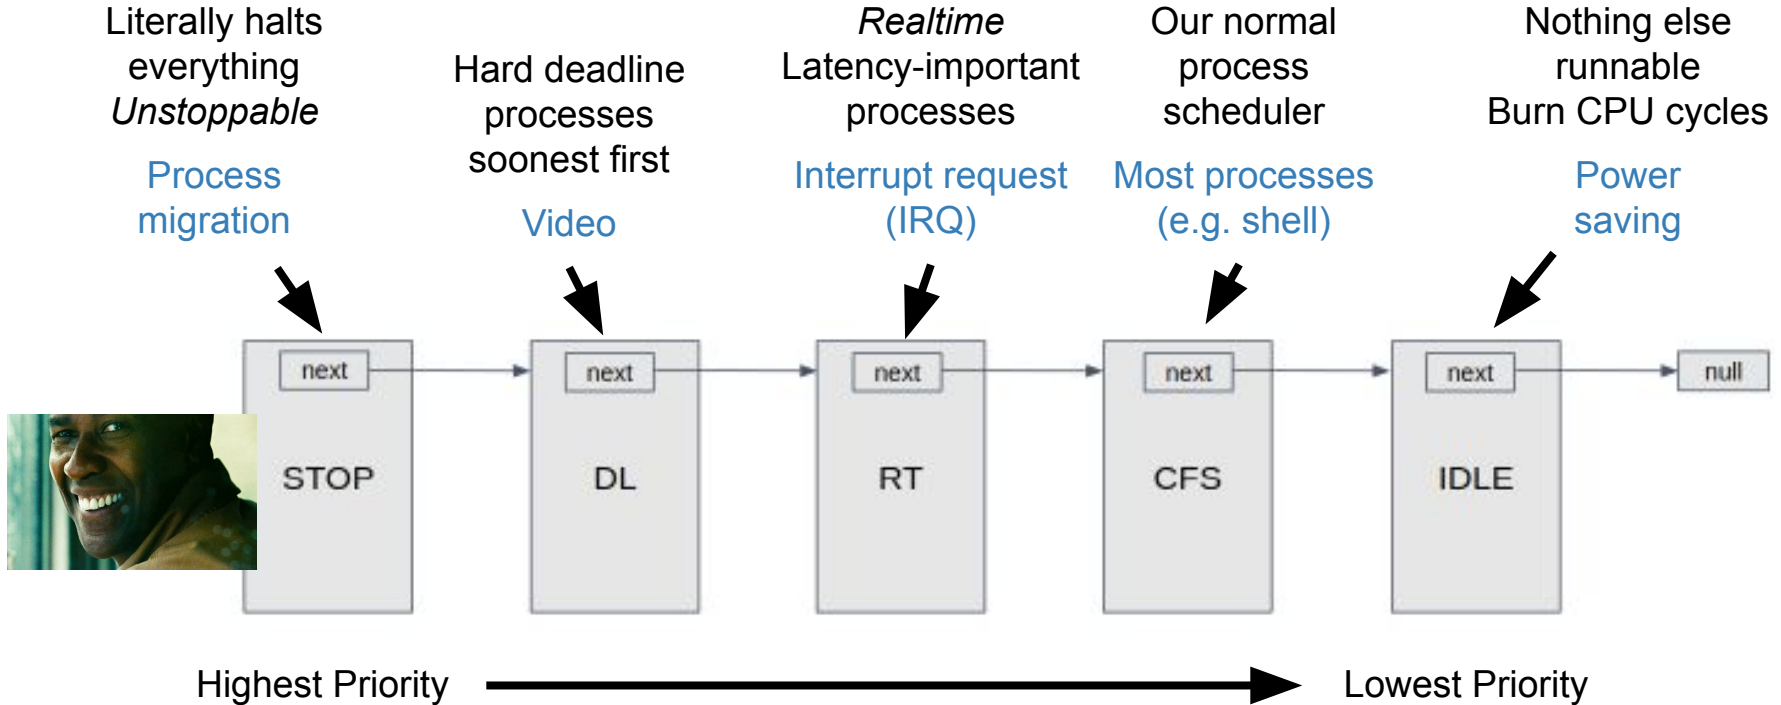 Literally halts
everything
Unstoppable
Process
migration
Hard deadline
processes
soonest first
Video
Realtime
Latency-important
processes
Interrupt request
(IRQ)
Our normal
process
scheduler
Most processes
(e.g. shell)
Nothing else
runnable
Burn CPU cycles
Power
saving
next
next
next
next
next
null
STOP
DL
RT
CFS
IDLE
Highest Priority
Lowest Priority